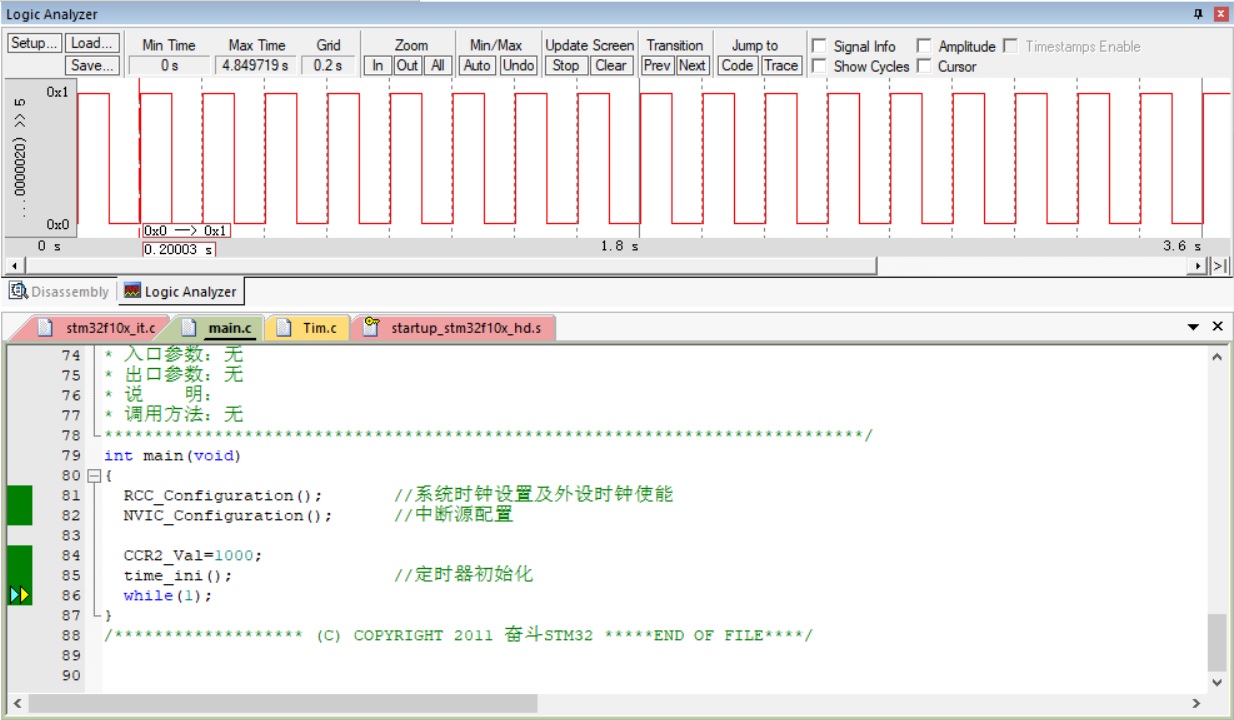 Logic Analyzer
Setup... Load... Min Time Max Time Grid Zoom Min/Max Update Screen Transition Jump to Signal Info Amplitude Timestamps Enable
Save... 0 s 4.849719 s 0.2 s In Out All Auto Undo Stop Clear Prev Next Code Trace Show Cycles Cursor
0x1
...0000020) >> 5
0x0
0x0 —> 0x1
0 s 0.20003 s 1.8 s 3.6 s
Disassembly Logic Analyzer
stm32f10x_it.c main.c Tim.c startup_stm32f10x_hd.s
74 * 入口参数：无
75 * 出口参数：无
76 * 说    明：
77 * 调用方法：无
78 ****************************************************************************/
79 int main(void)
80 {
81 RCC_Configuration(); //系统时钟设置及外设时钟使能
82 NVIC_Configuration(); //中断源配置
83
84 CCR2_Val=1000;
85 time_ini(); //定时器初始化
86 while(1);
87 }
88 /******************* (C) COPYRIGHT 2011 奋斗STM32 *****END OF FILE****/
89
90